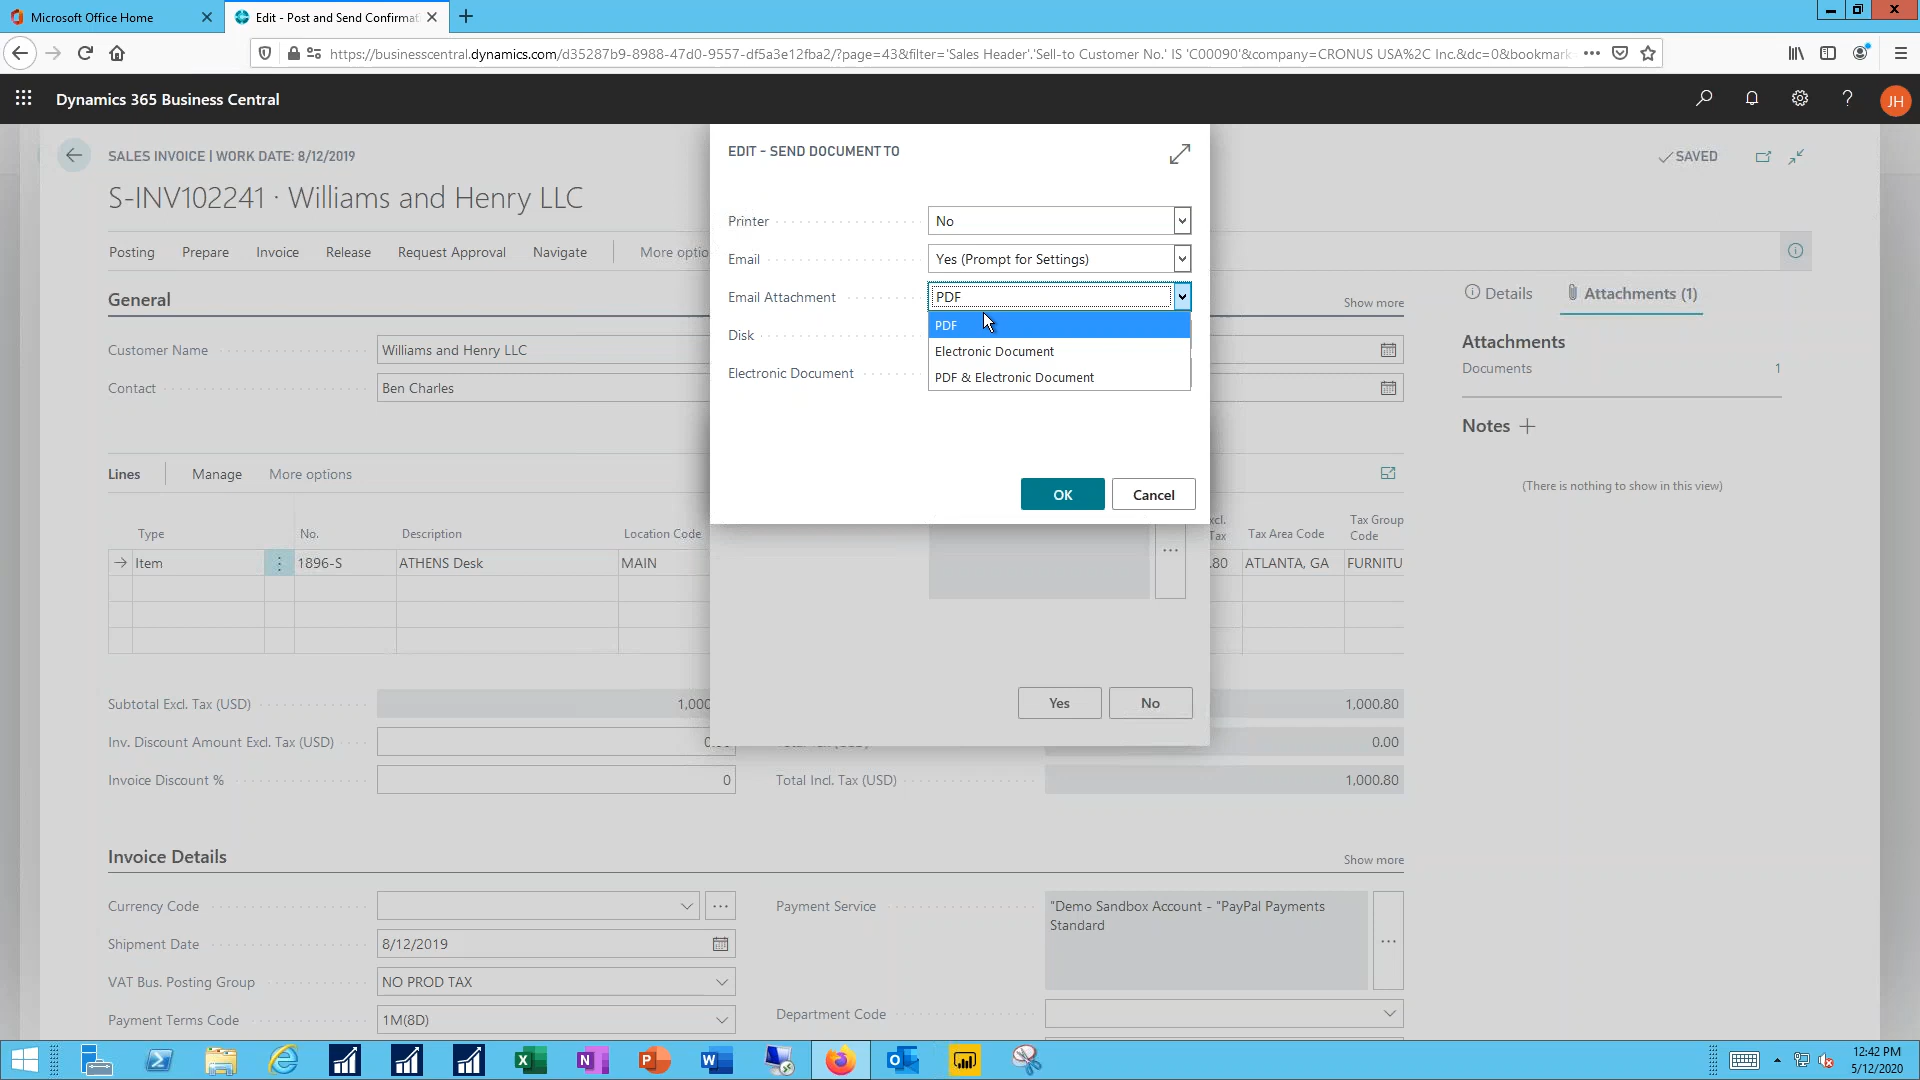 Microsoft Office Home
Edit - Post and Send Confirmat
https://businesscentral.dynamics.com/d35287b9-8988-47d0-9557-df5a3e12fba2/?page=43&filter='Sales Header'.'Sell-to Customer No.' IS 'C00090'&company=CRONUS USA%2C Inc.&dc=0&bookmark
Dynamics 365 Business Central
JH
SALES INVOICE | WORK DATE: 8/12/2019
SAVED
S-INV102241 · Williams and Henry LLC
Posting
Prepare
Invoice
Release
Request Approval
Navigate
More optio
General
Show more
Customer Name
Williams and Henry LLC
Contact
Ben Charles
EDIT - SEND DOCUMENT TO
Printer
No
Email
Yes (Prompt for Settings)
Email Attachment
PDF
PDF
Electronic Document
PDF & Electronic Document
Disk
Electronic Document
OK
Cancel
Yes
No
Details
Attachments (1)
Attachments
Documents
1
Notes
(There is nothing to show in this view)
Lines
Manage
More options
Type
No.
Description
Location Code
xcl.
Tax
Tax Area Code
Tax Group
Code
Item
1896-S
ATHENS Desk
MAIN
.80
ATLANTA, GA
FURNITU
Subtotal Excl. Tax (USD)
1,000
1,000.80
Inv. Discount Amount Excl. Tax (USD)
0.00
Invoice Discount %
0
Total Incl. Tax (USD)
1,000.80
Invoice Details
Show more
Currency Code
Shipment Date
8/12/2019
VAT Bus. Posting Group
NO PROD TAX
Payment Terms Code
1M(8D)
Payment Service
"Demo Sandbox Account - "PayPal Payments
Standard
Department Code
12:42 PM
5/12/2020